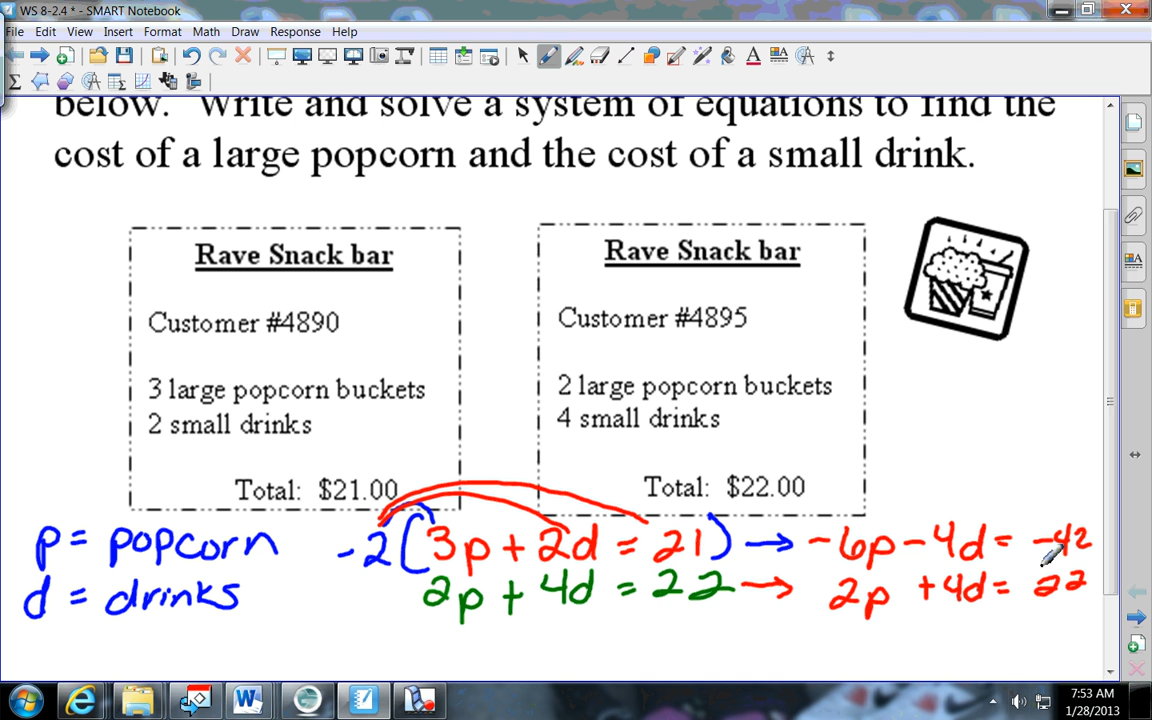 WS 8-2.4 * - SMART Notebook
File Edit View Insert Format Math Draw Response Help
below. Write and solve a system of equations to find the
cost of a large popcorn and the cost of a small drink.
Rave Snack bar
Customer #4890
3 large popcorn buckets
2 small drinks
Total: $21.00
Rave Snack bar
Customer #4895
2 large popcorn buckets
4 small drinks
Total: $22.00
p = popcorn
d = drinks
-2(3p + 2d = 21) → -6p - 4d = -42
2p + 4d = 22 → 2p + 4d = 22
7:53 AM
1/28/2013